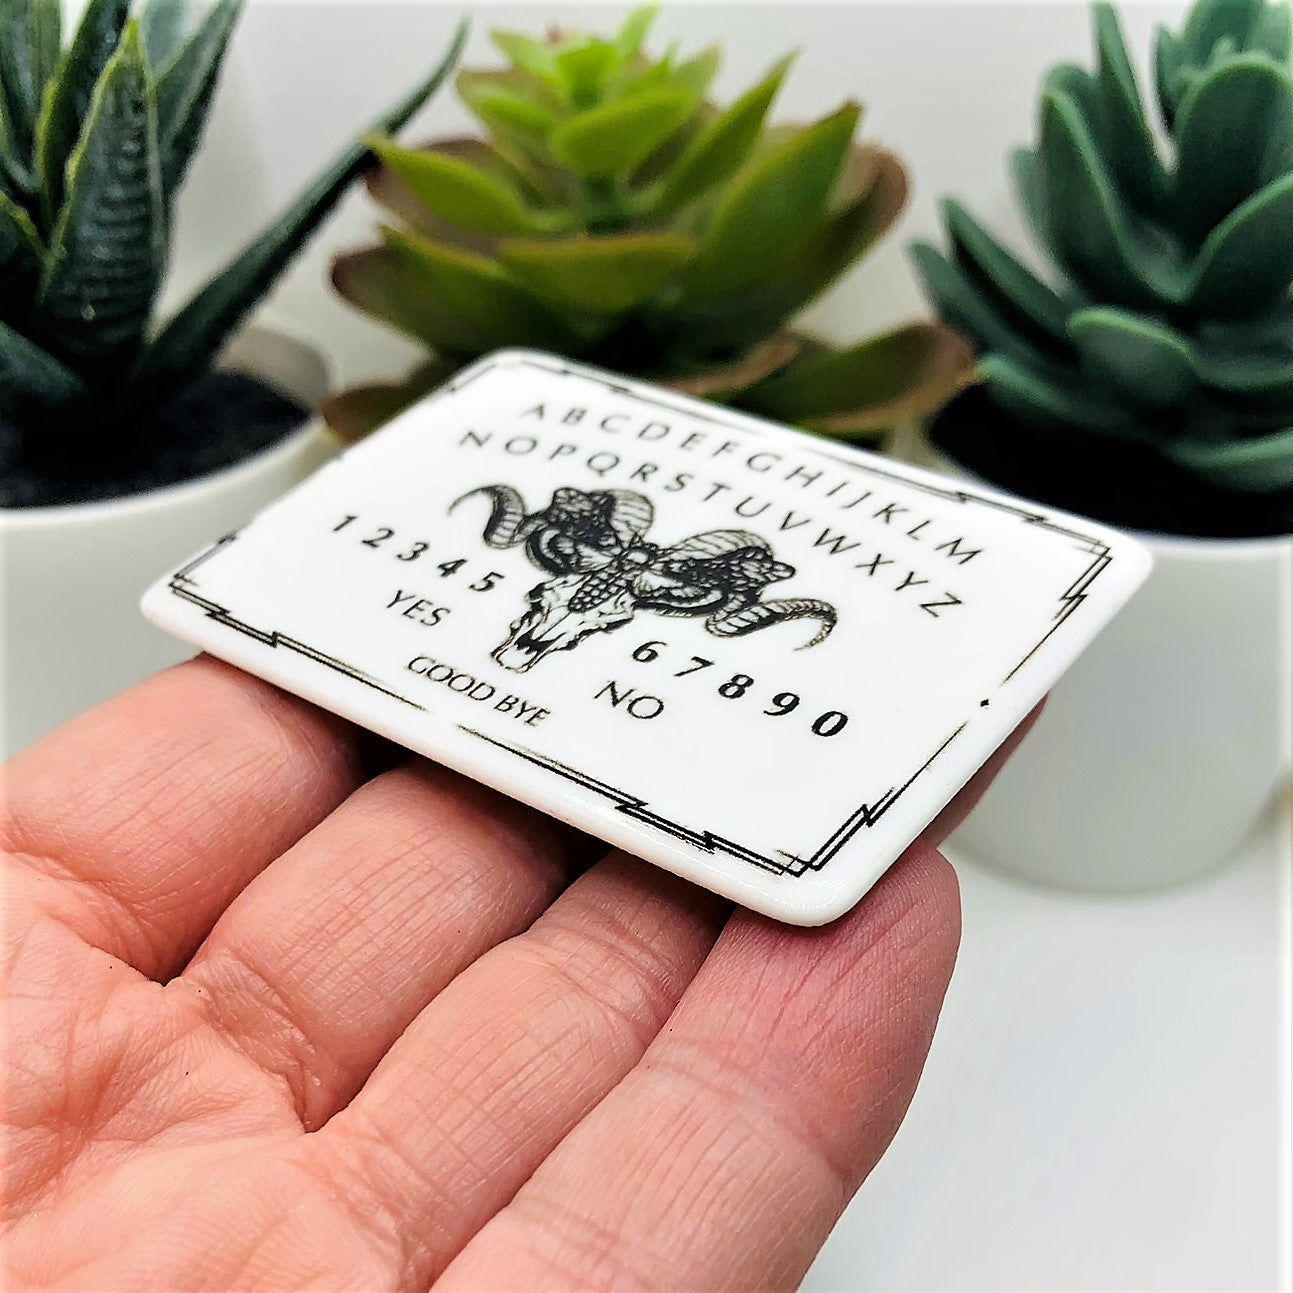 ABCDEFGHIJKLM
NOPQRSTUVWXYZ
12345 67890
YES NO
GOOD BYE